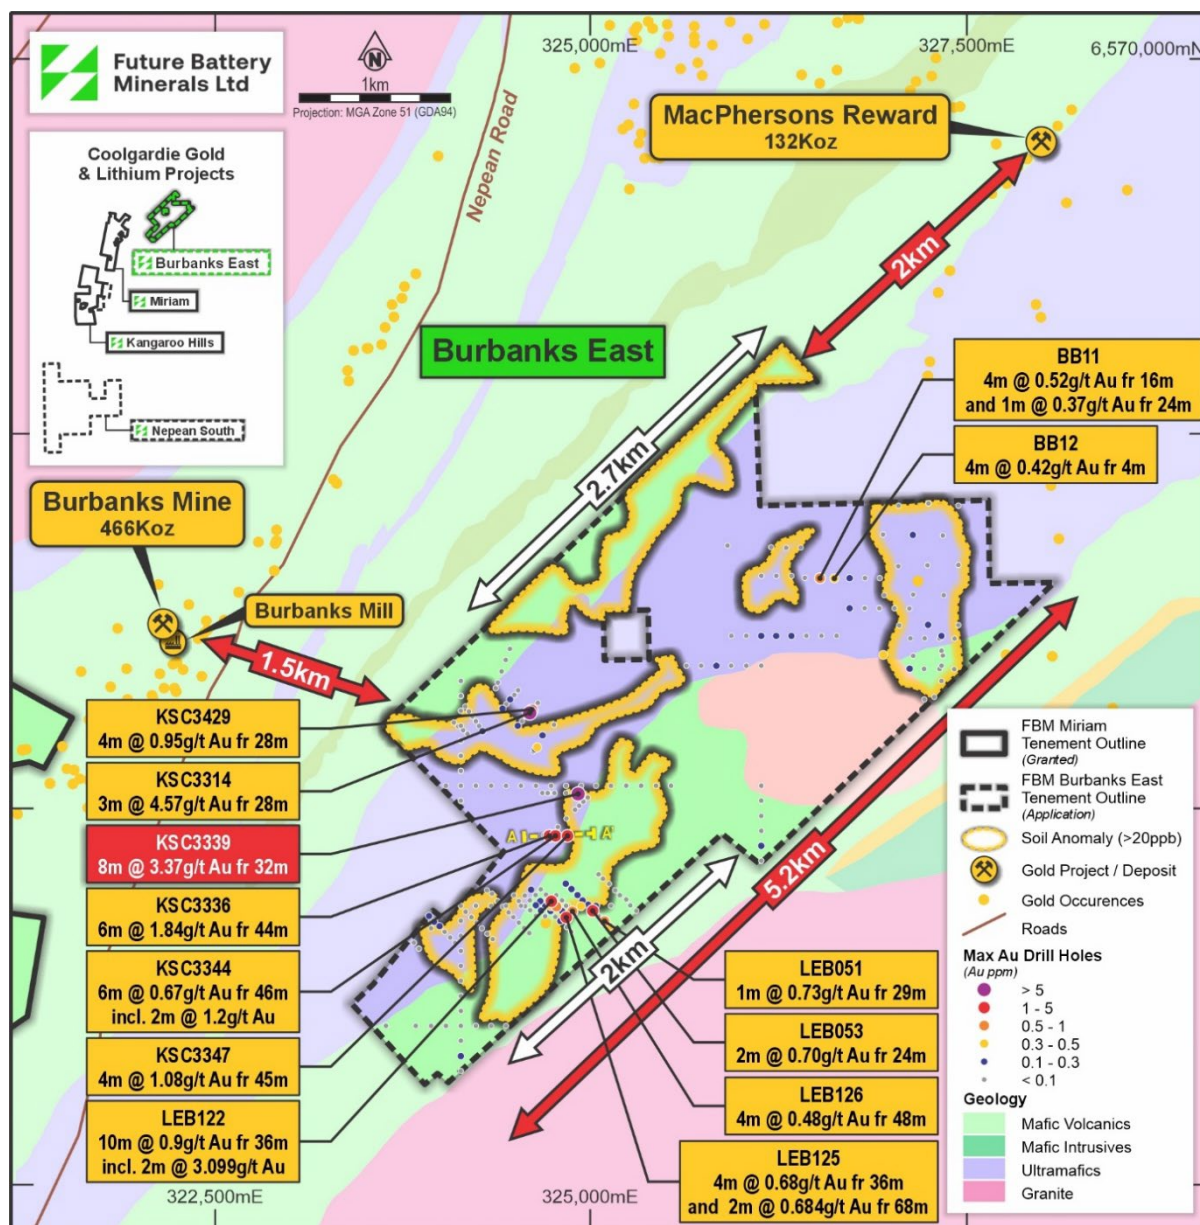 Future Battery
Minerals Ltd
N
1km
Projection: MGA Zone 51 (GDA94)
325,000mE
327,500mE
6,570,000mN
Nepean Road
MacPhersons Reward
132Koz
Coolgardie Gold
& Lithium Projects
Burbanks East
Miriam
Kangaroo Hills
Nepean South
2km
Burbanks East
2.7km
BB11
4m @ 0.52g/t Au fr 16m
and 1m @ 0.37g/t Au fr 24m
BB12
4m @ 0.42g/t Au fr 4m
Burbanks Mine
466Koz
Burbanks Mill
1.5km
KSC3429
4m @ 0.95g/t Au fr 28m
KSC3314
3m @ 4.57g/t Au fr 28m
KSC3339
8m @ 3.37g/t Au fr 32m
KSC3336
6m @ 1.84g/t Au fr 44m
KSC3344
6m @ 0.67g/t Au fr 46m
incl. 2m @ 1.2g/t Au
KSC3347
4m @ 1.08g/t Au fr 45m
LEB122
10m @ 0.9g/t Au fr 36m
incl. 2m @ 3.099g/t Au
A
A'
5.2km
2km
LEB051
1m @ 0.73g/t Au fr 29m
LEB053
2m @ 0.70g/t Au fr 24m
LEB126
4m @ 0.48g/t Au fr 48m
LEB125
4m @ 0.68g/t Au fr 36m
and 2m @ 0.684g/t Au fr 68m
FBM Miriam
Tenement Outline
(Granted)
FBM Burbanks East
Tenement Outline
(Application)
Soil Anomaly (>20ppb)
Gold Project / Deposit
Gold Occurences
Roads
Max Au Drill Holes
(Au ppm)
> 5
1 - 5
0.5 - 1
0.3 - 0.5
0.1 - 0.3
< 0.1
Geology
Mafic Volcanics
Mafic Intrusives
Ultramafics
Granite
322,500mE
325,000mE